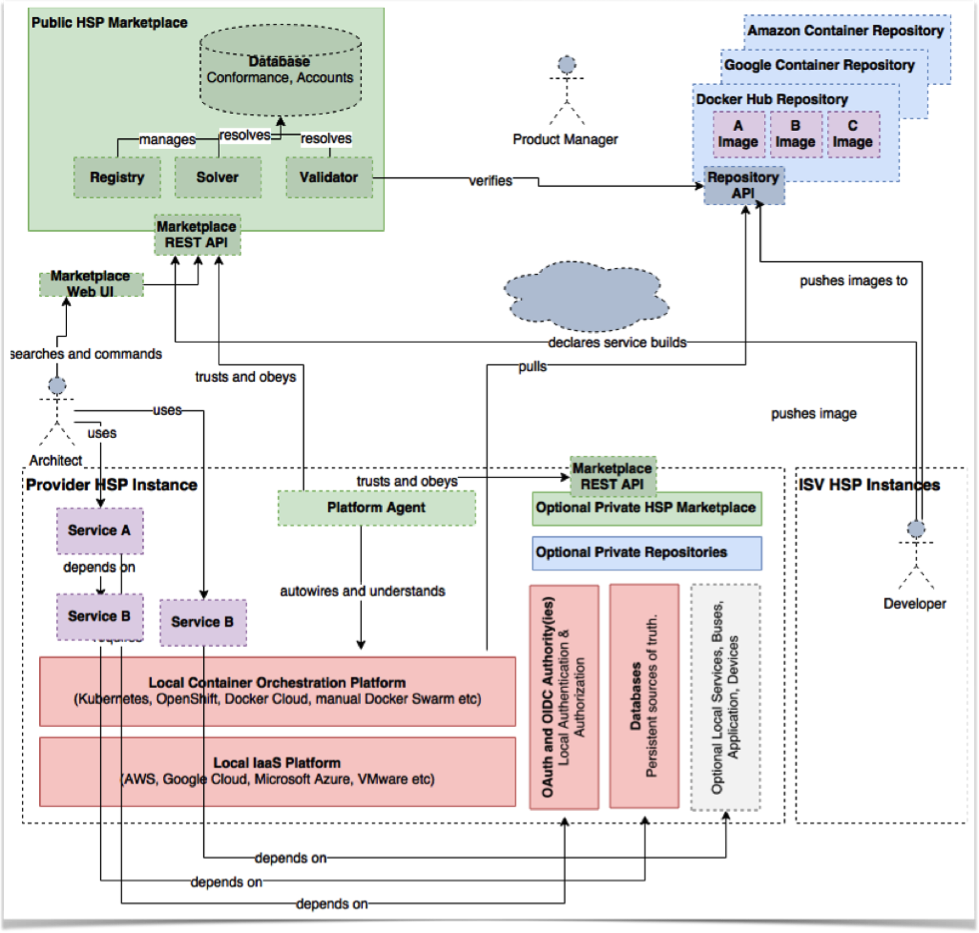 Public HSP Marketplace
Database
Conformance, Accounts
manages
resolves
resolves
Registry
Solver
Validator
Marketplace
REST API
Marketplace
Web UI
verifies
Product Manager
Amazon Container Repository
Google Container Repository
Docker Hub Repository
A
Image
B
Image
C
Image
Repository
API
pushes images to
declares service builds
pulls
pushes image
searches and commands
trusts and obeys
uses
uses
Architect
Provider HSP Instance
trusts and obeys
Marketplace
REST API
Platform Agent
Optional Private HSP Marketplace
Optional Private Repositories
Service A
depends on
Service B
Service B
autowires and understands
Local Container Orchestration Platform
(Kubernetes, OpenShift, Docker Cloud, manual Docker Swarm etc)
Local IaaS Platform
(AWS, Google Cloud, Microsoft Azure, VMware etc)
OAuth and OIDC Authority(ies)
Local Authentication &
Authorization
Databases
Persistent sources of truth.
Optional Local Services, Buses,
Application, Devices
ISV HSP Instances
Developer
depends on
depends on
depends on